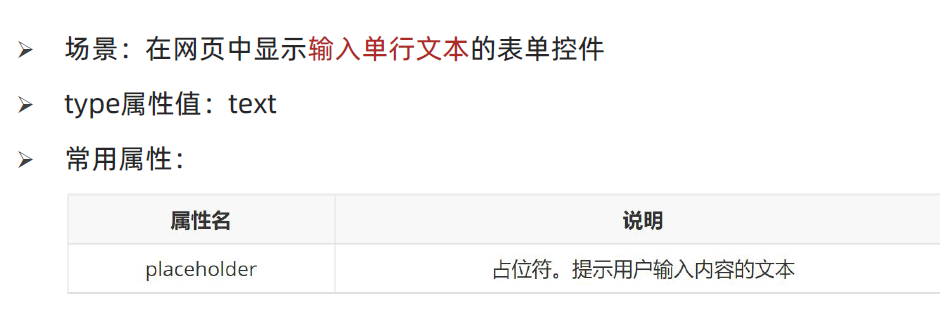 场景：在网页中显示输入单行文本的表单控件
type属性值：text
常用属性：
属性名 说明
placeholder 占位符。提示用户输入内容的文本